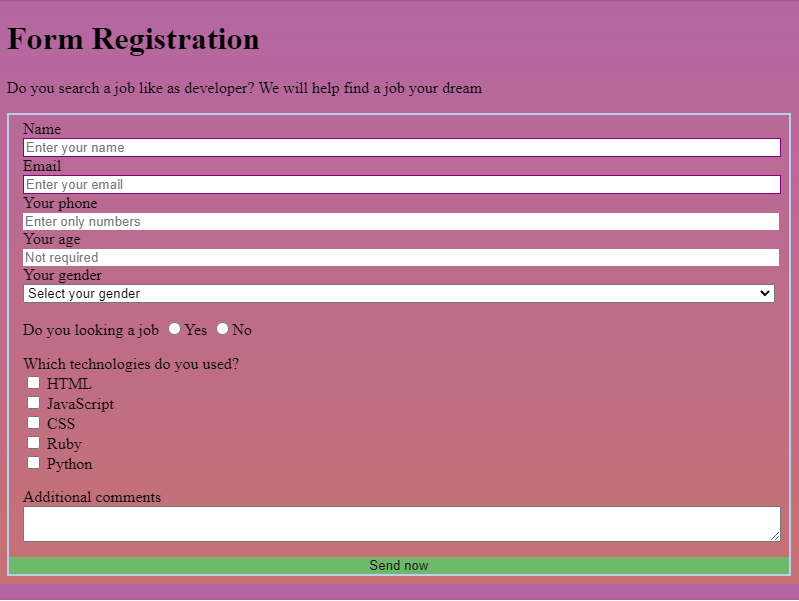 Form Registration
Do you search a job like as developer? We will help find a job your dream
Name
Enter your name
Email
Enter your email
Your phone
Enter only numbers
Your age
Not required
Your gender
Select your gender
Do you looking a job Yes No
Which technologies do you used?
HTML
JavaScript
CSS
Ruby
Python
Additional comments
Send now